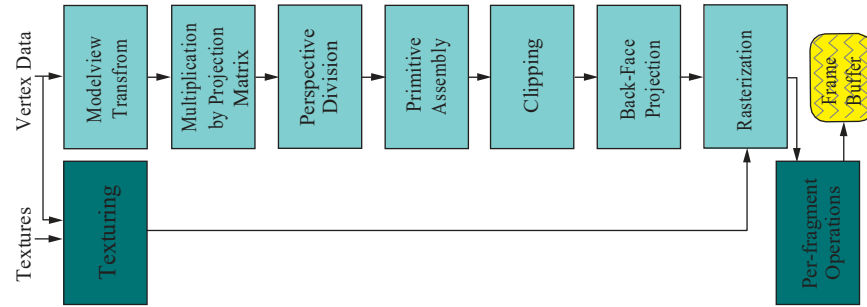 Vertex Data
Modelview
Transfrom
Multiplication
by Projection
Matrix
Perspective
Division
Primitive
Assembly
Clipping
Back-Face
Projection
Rasterization
Frame
Buffer
Textures
Texturing
Per-fragment
Operations